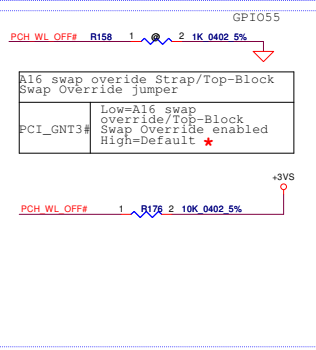 GPIO55
PCH_WL_OFF# R158 1 @ 2 1K_0402_5%
A16 swap overide Strap/Top-Block
Swap Override jumper
PCI_GNT3#
Low=A16 swap
override/Top-Block
Swap Override enabled
High=Default *
+3VS
PCH_WL_OFF# 1 R176 2 10K_0402_5%